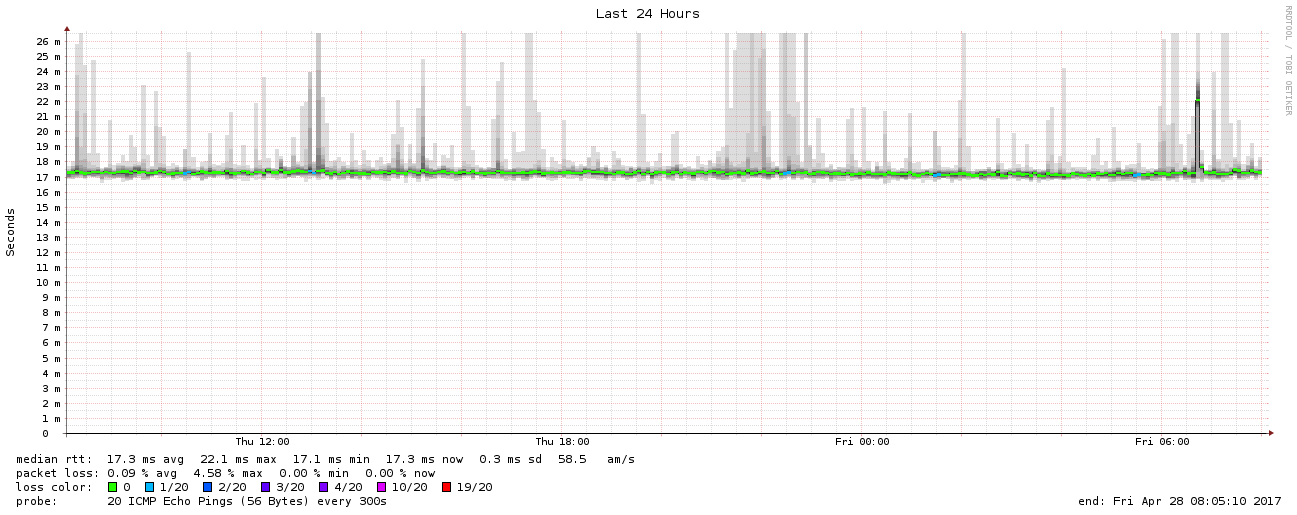 Last 24 Hours
RRDTOOL / TOBI OETIKER
Seconds
26 m
25 m
24 m
23 m
22 m
21 m
20 m
19 m
18 m
17 m
16 m
15 m
14 m
13 m
12 m
11 m
10 m
9 m
8 m
7 m
6 m
5 m
4 m
3 m
2 m
1 m
0
Thu 12:00 Thu 18:00 Fri 00:00 Fri 06:00
median rtt: 17.3 ms avg 22.1 ms max 17.1 ms min 17.3 ms now 0.3 ms sd 58.5 am/s
packet loss: 0.09 % avg 4.58 % max 0.00 % min 0.00 % now
loss color: 0 1/20 2/20 3/20 4/20 10/20 19/20
probe: 20 ICMP Echo Pings (56 Bytes) every 300s end: Fri Apr 28 08:05:10 2017